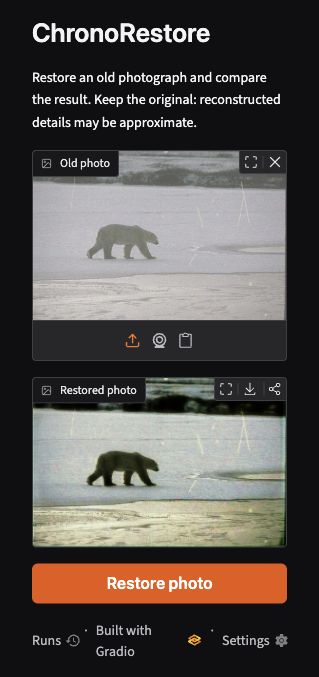 ChronoRestore
Restore an old photograph and compare
the result. Keep the original: reconstructed
details may be approximate.
Old photo
Restored photo
Restore photo
Runs · Built with Gradio · Settings